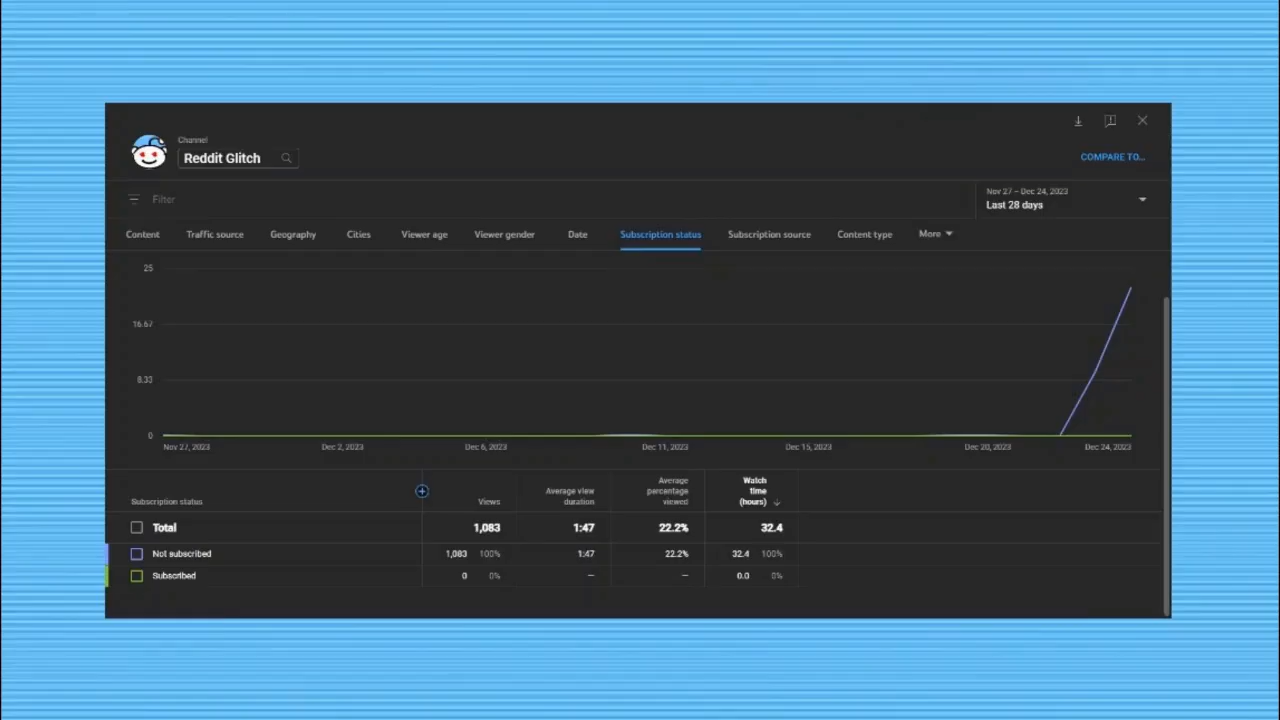 Channel
Reddit Glitch
COMPARE TO...
Filter
Nov 27 – Dec 24, 2023
Last 28 days
Content Traffic source Geography Cities Viewer age Viewer gender Date Subscription status Subscription source Content type More
25
16.67
8.33
0
Nov 27, 2023 Dec 2, 2023 Dec 6, 2023 Dec 11, 2023 Dec 15, 2023 Dec 20, 2023 Dec 24, 2023
Subscription status
Views
Average view
duration
Average
percentage
viewed
Watch
time
(hours)
Total 1,083 1:47 22.2% 32.4
Not subscribed 1,083 100% 1:47 22.2% 32.4 100%
Subscribed 0 0% — — 0.0 0%